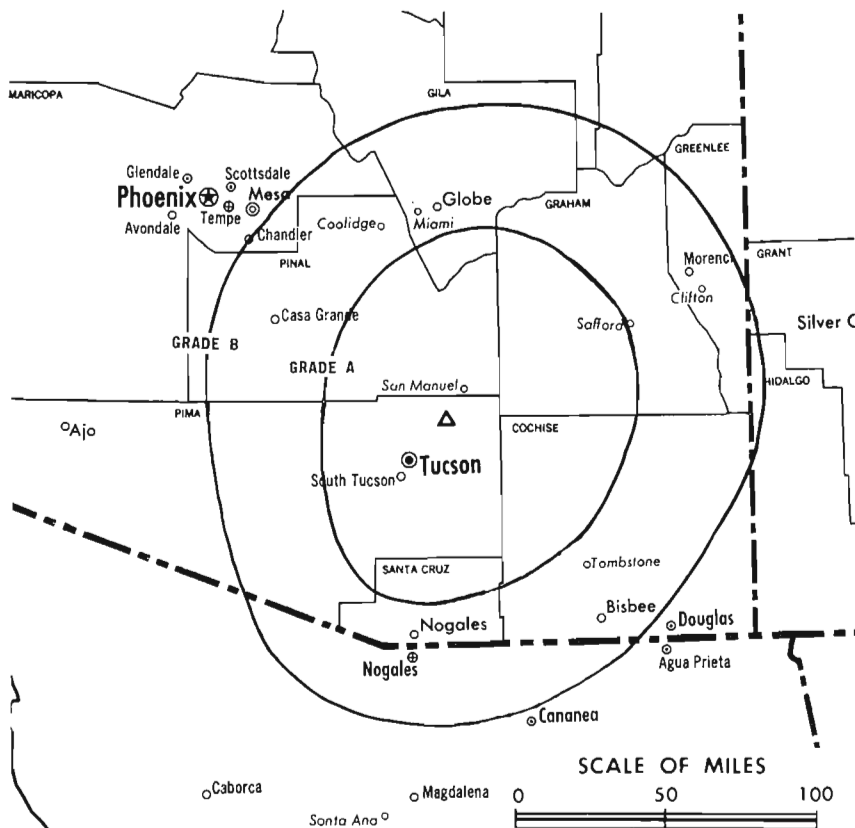 MARICOPA
GILA
GREENLEE
Glendale
Scottsdale
Phoenix
Mesa
Globe
GRAHAM
Avondale
Tempe
Coolidge
Miami
Chandler
PINAL
Morenci
GRANT
Clifton
Casa Grande
Safford
Silver C
GRADE B
GRADE A
San Manuel
HIDALGO
PIMA
Ajo
COCHISE
Tucson
South Tucson
SANTA CRUZ
Tombstone
Bisbee
Douglas
Nogales
Nogales
Agua Prieta
Cananea
SCALE OF MILES
Caborca
Magdalena
0 50 100
Santa Ana